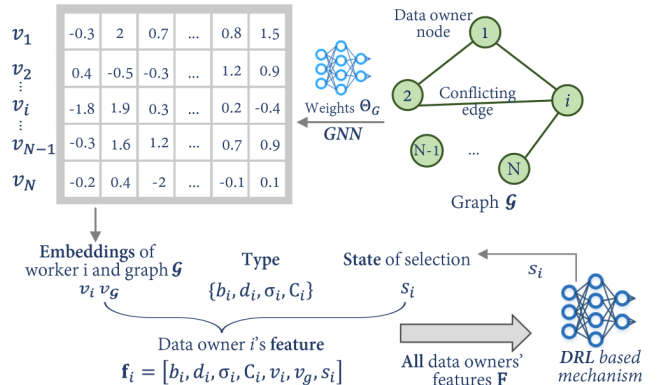 v₁ -0.3 2 0.7 ... 0.8 1.5
v₂ 0.4 -0.5 -0.3 ... 1.2 0.9
⋮
vᵢ -1.8 1.9 0.3 ... 0.2 -0.4
⋮
v_{N−1} -0.3 1.6 1.2 ... 0.7 0.9
v_N -0.2 0.4 -2 ... -0.1 0.1
Weights Θ_G
GNN
Data owner
node
1
2
Conflicting
edge
i
N-1
...
N
Graph 𝓖
Embeddings of
worker i and graph 𝓖
vᵢ v_𝓖
Type
{bᵢ, dᵢ, σᵢ, Cᵢ}
State of selection
sᵢ
sᵢ
Data owner i's feature
fᵢ = [bᵢ, dᵢ, σᵢ, Cᵢ, vᵢ, v_g, sᵢ]
All data owners'
features F
DRL based
mechanism